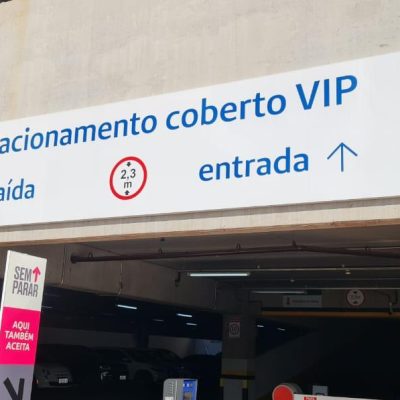 acionamento coberto VIP
aída
2,3
m
entrada
SEM
PARAR
AQUI
TAMBÉM
ACEITA